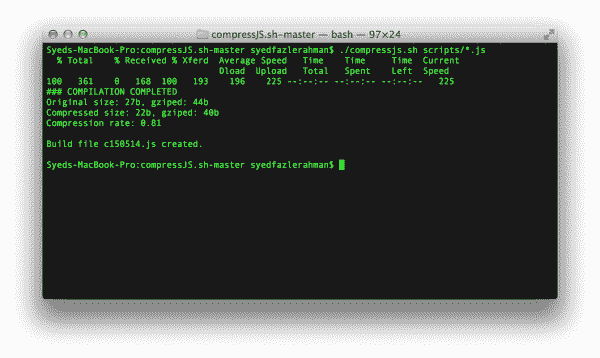 compressJS.sh-master — bash — 97×24
Syeds-MacBook-Pro:compressJS.sh-master syedfazlerahman$ ./compressjs.sh scripts/*.js
% Total % Received % Xferd Average Speed Time Time Time Current
Dload Upload Total Spent Left Speed
100 361 0 168 100 193 196 225 --:--:-- --:--:-- --:--:-- 225
### COMPILATION COMPLETED
Original size: 27b, gziped: 44b
Compressed size: 22b, gziped: 40b
Compression rate: 0.81
Build file c150514.js created.
Syeds-MacBook-Pro:compressJS.sh-master syedfazlerahman$